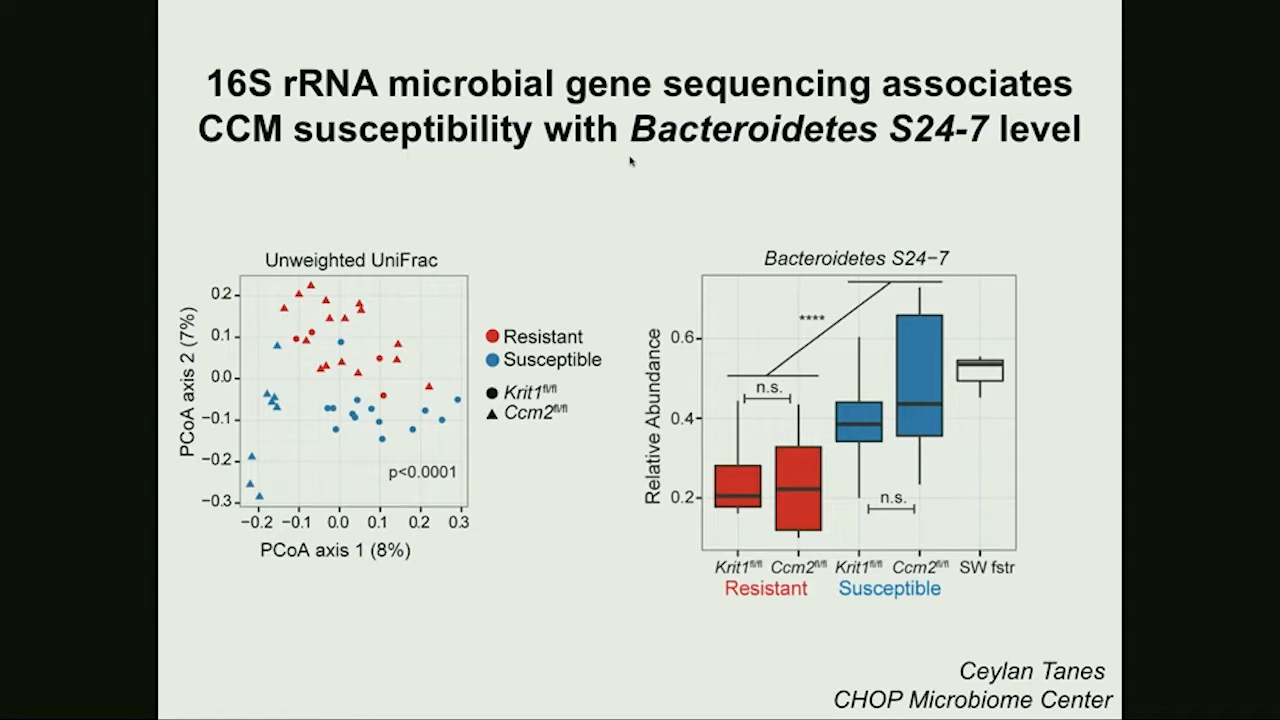 16S rRNA microbial gene sequencing associates
CCM susceptibility with Bacteroidetes S24-7 level
Unweighted UniFrac
PCoA axis 2 (7%)
0.2
0.1
0.0
−0.1
−0.2
−0.3
p<0.0001
−0.2 −0.1 0.0 0.1 0.2 0.3
PCoA axis 1 (8%)
Resistant
Susceptible
Krit1fl/fl
Ccm2fl/fl
Bacteroidetes S24−7
Relative Abundance
0.6
0.4
0.2
****
n.s.
n.s.
Krit1fl/fl Ccm2fl/fl Krit1fl/fl Ccm2fl/fl SW fstr
Resistant Susceptible
Ceylan Tanes
CHOP Microbiome Center